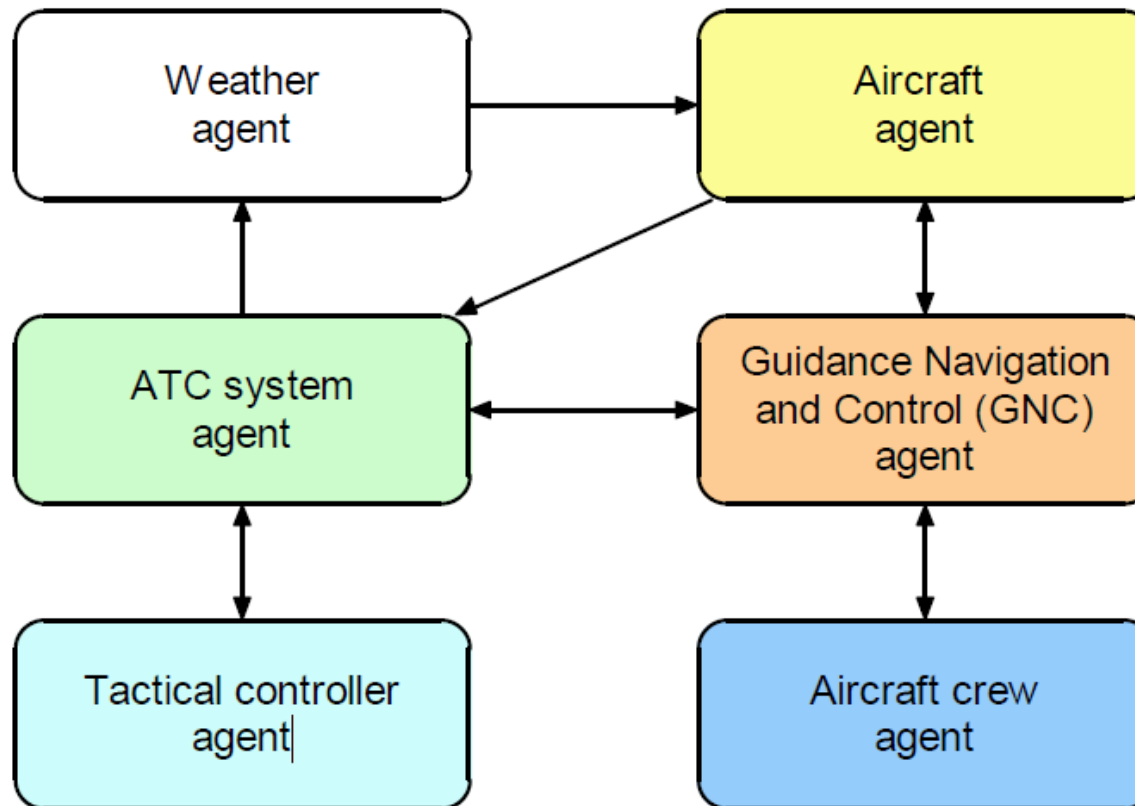 Weather
agent
Aircraft
agent
ATC system
agent
Guidance Navigation
and Control (GNC)
agent
Tactical controller
agent
Aircraft crew
agent